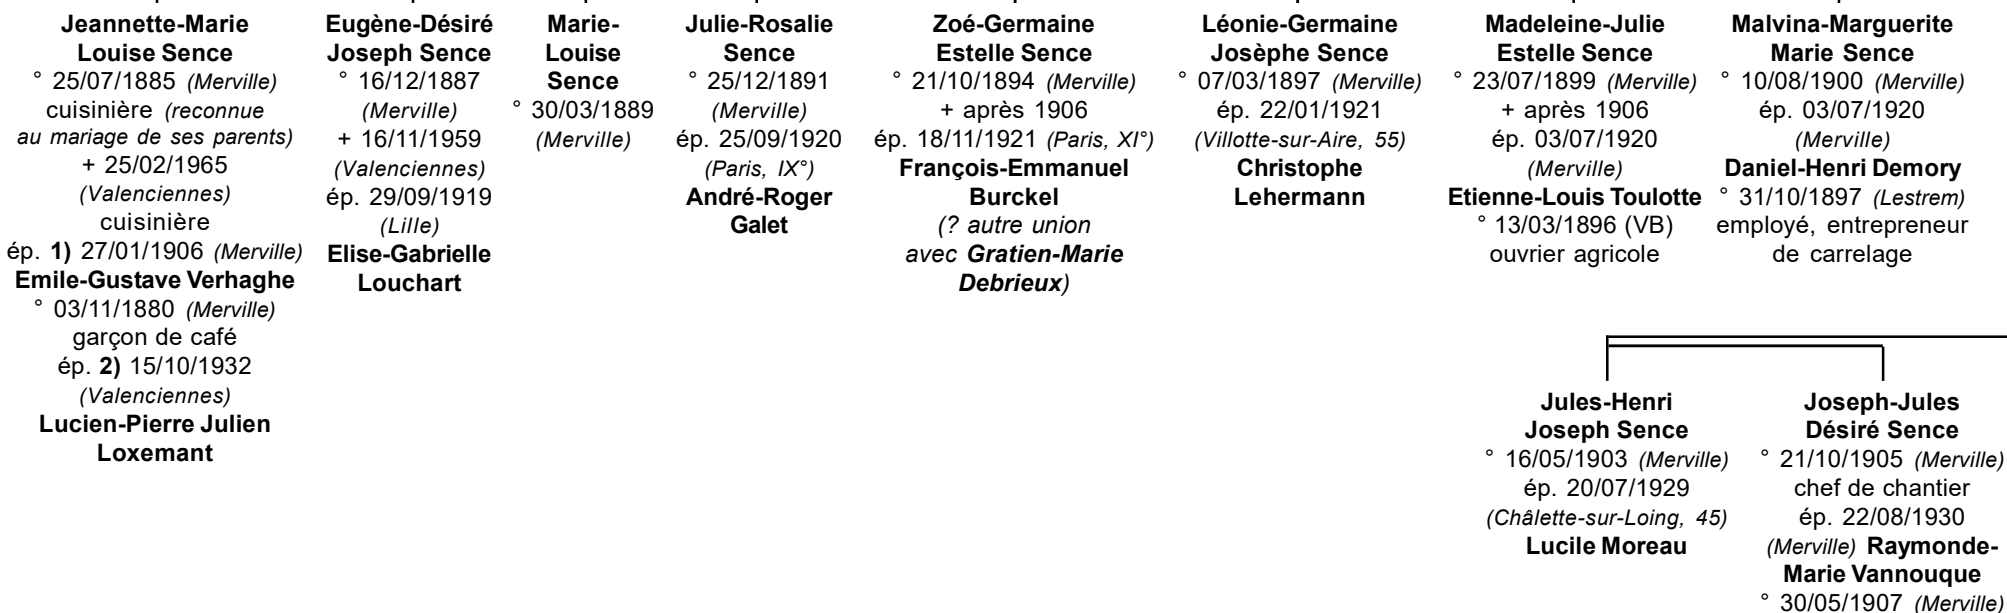 Jeannette-Marie
Louise Sence
° 25/07/1885 (Merville)
cuisinière (reconnue
au mariage de ses parents)
+ 25/02/1965
(Valenciennes)
cuisinière
ép. 1) 27/01/1906 (Merville)
Emile-Gustave Verhaghe
° 03/11/1880 (Merville)
garçon de café
ép. 2) 15/10/1932
(Valenciennes)
Lucien-Pierre Julien
Loxemant
Eugène-Désiré
Joseph Sence
° 16/12/1887
(Merville)
+ 16/11/1959
(Valenciennes)
ép. 29/09/1919
(Lille)
Elise-Gabrielle
Louchart
Marie-
Louise
Sence
° 30/03/1889
(Merville)
Julie-Rosalie
Sence
° 25/12/1891
(Merville)
ép. 25/09/1920
(Paris, IX°)
André-Roger
Galet
Zoé-Germaine
Estelle Sence
° 21/10/1894 (Merville)
+ après 1906
ép. 18/11/1921 (Paris, XI°)
François-Emmanuel
Burckel
(? autre union
avec Gratien-Marie
Debrieux)
Léonie-Germaine
Josèphe Sence
° 07/03/1897 (Merville)
ép. 22/01/1921
(Villotte-sur-Aire, 55)
Christophe
Lehermann
Madeleine-Julie
Estelle Sence
° 23/07/1899 (Merville)
+ après 1906
ép. 03/07/1920
(Merville)
Etienne-Louis Toulotte
° 13/03/1896 (VB)
ouvrier agricole
Malvina-Marguerite
Marie Sence
° 10/08/1900 (Merville)
ép. 03/07/1920
(Merville)
Daniel-Henri Demory
° 31/10/1897 (Lestrem)
employé, entrepreneur
de carrelage
Jules-Henri
Joseph Sence
° 16/05/1903 (Merville)
ép. 20/07/1929
(Châlette-sur-Loing, 45)
Lucile Moreau
Joseph-Jules
Désiré Sence
° 21/10/1905 (Merville)
chef de chantier
ép. 22/08/1930
(Merville) Raymonde-
Marie Vannouque
° 30/05/1907 (Merville)